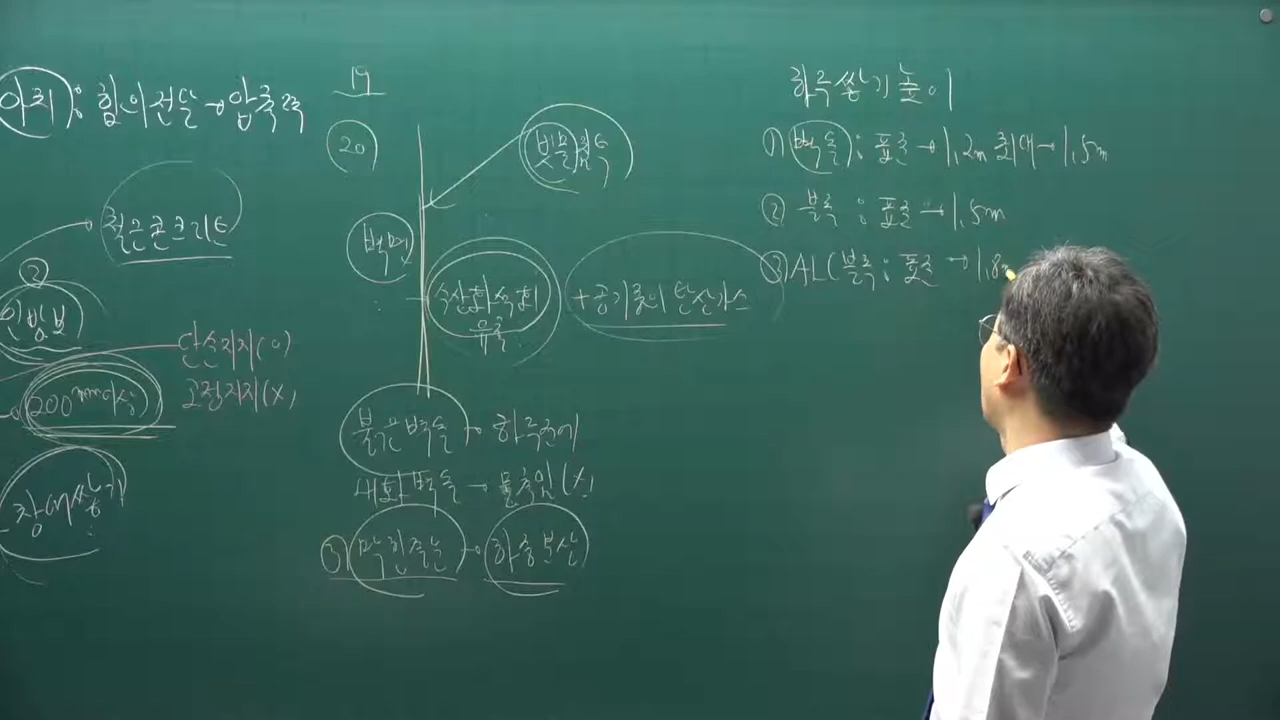 아치: 힘의전달→압축력
철근콘크리트
②
인방보
단순지지(O)
고정지지(X)
200mm이상
창대쌓기
19
20
빗물침투
벽면
수산화석회
유출
+공기중의 탄산가스
붉은벽돌→하루전에
내화벽돌→물축임(X)
3) 막힌줄눈→하중분산
하루쌓기높이
① 벽돌: 표준→1.2m 최대→1.5m
② 블록: 표준→1.5m
③ ALC블록: 표준→1.8m